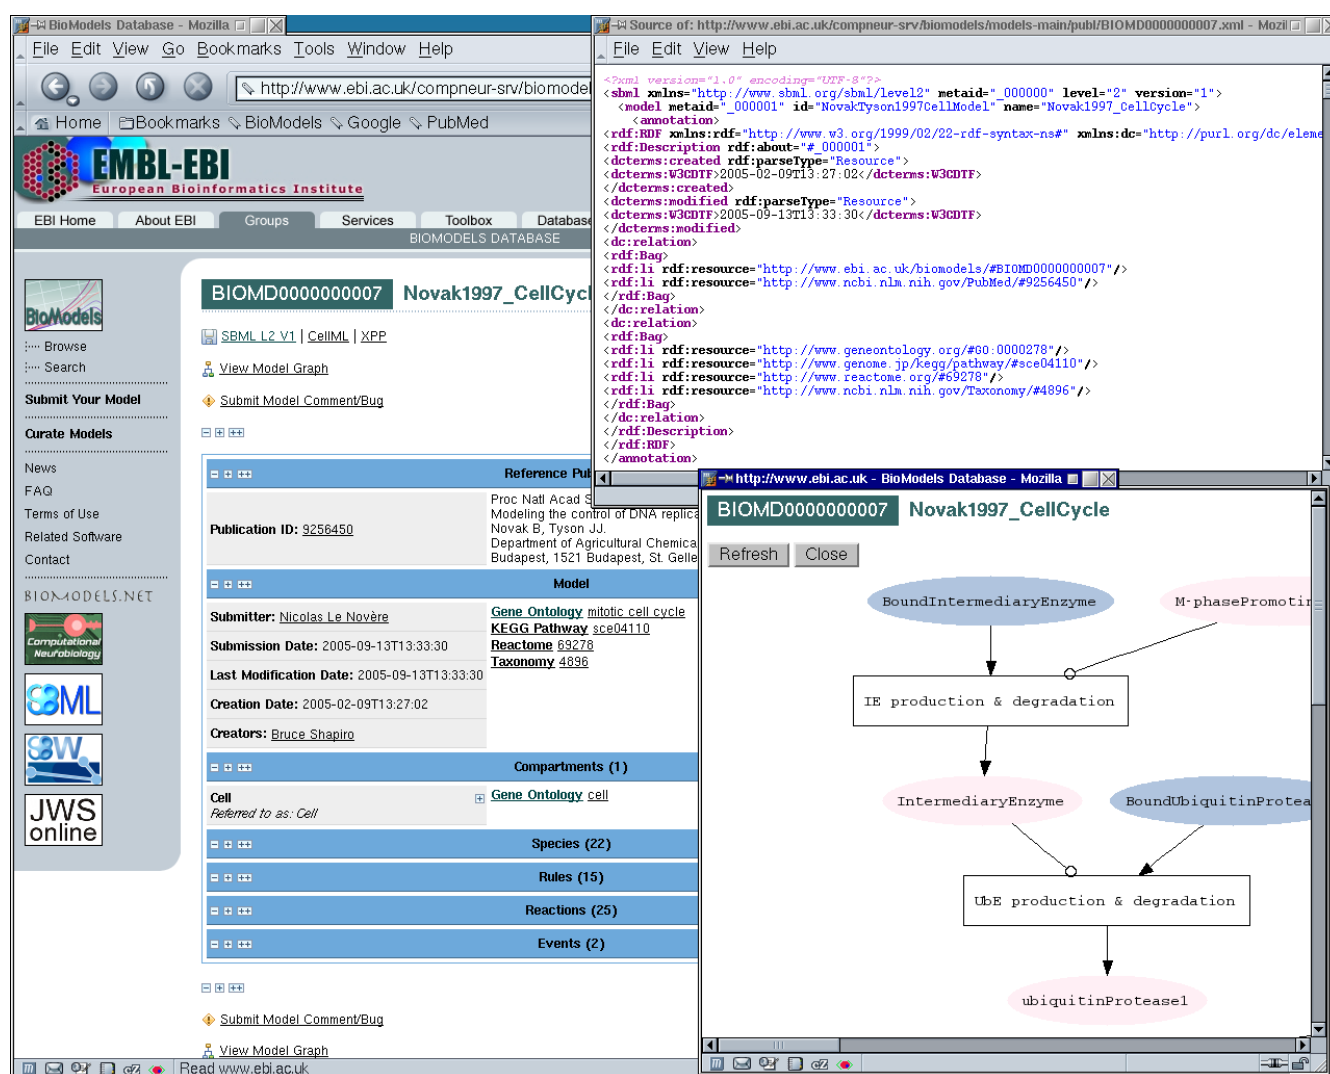 BioModels Database - Mozilla
File Edit View Go Bookmarks Tools Window Help
http://www.ebi.ac.uk/compneur-srv/biomodel
Home Bookmarks BioModels Google PubMed
EMBL-EBI
European Bioinformatics Institute
EBI Home About EBI Groups Services Toolbox Database
BIOMODELS DATABASE
BioModels
Browse
Search
Submit Your Model
Curate Models
News
FAQ
Terms of Use
Related Software
Contact
BIOMODELS.NET
Computational
Neurobiology
SBML
SBW
JWS
online
BIOMD0000000007 Novak1997_CellCycl
SBML L2 V1 | CellML | XPP
View Model Graph
Submit Model Comment/Bug
Reference Pu
Publication ID: 9256450
Proc Natl Acad S
Modeling the control of DNA replica
Novak B, Tyson JJ.
Department of Agricultural Chemica
Budapest, 1521 Budapest, St. Gelle
Model
Submitter: Nicolas Le Novère
Submission Date: 2005-09-13T13:33:30
Last Modification Date: 2005-09-13T13:33:30
Creation Date: 2005-02-09T13:27:02
Creators: Bruce Shapiro
Gene Ontology mitotic cell cycle
KEGG Pathway sce04110
Reactome 69278
Taxonomy 4896
Compartments (1)
Cell
Referred to as: Cell
Gene Ontology cell
Species (22)
Rules (15)
Reactions (25)
Events (2)
Submit Model Comment/Bug
View Model Graph
Read www.ebi.ac.uk
Source of: http://www.ebi.ac.uk/compneur-srv/biomodels/models-main/publ/BIOMD0000000007.xml - Mozil
File Edit View Help
<?xml version="1.0" encoding="UTF-8"?>
<sbml xmlns="http://www.sbml.org/sbml/level2" metaid="_000000" level="2" version="1">
<model metaid="_000001" id="NovakTyson1997CellModel" name="Novak1997_CellCycle">
<annotation>
<rdf:RDF xmlns:rdf="http://www.w3.org/1999/02/22-rdf-syntax-ns#" xmlns:dc="http://purl.org/dc/eleme
<rdf:Description rdf:about="#_000001">
<dcterms:created rdf:parseType="Resource">
<dcterms:W3CDTF>2005-02-09T13:27:02</dcterms:W3CDTF>
</dcterms:created>
<dcterms:modified rdf:parseType="Resource">
<dcterms:W3CDTF>2005-09-13T13:33:30</dcterms:W3CDTF>
</dcterms:modified>
<dc:relation>
<rdf:Bag>
<rdf:li rdf:resource="http://www.ebi.ac.uk/biomodels/#BIOMD0000000007"/>
<rdf:li rdf:resource="http://www.ncbi.nlm.nih.gov/PubMed/#9256450"/>
</rdf:Bag>
</dc:relation>
<dc:relation>
<rdf:Bag>
<rdf:li rdf:resource="http://www.geneontology.org/#GO:0000278"/>
<rdf:li rdf:resource="http://www.genome.jp/kegg/pathway/#sce04110"/>
<rdf:li rdf:resource="http://www.reactome.org/#69278"/>
<rdf:li rdf:resource="http://www.ncbi.nlm.nih.gov/Taxonomy/#4896"/>
</rdf:Bag>
</dc:relation>
</rdf:Description>
</rdf:RDF>
</annotation>
http://www.ebi.ac.uk - BioModels Database - Mozilla
BIOMD0000000007 Novak1997_CellCycle
Refresh Close
BoundIntermediaryEnzyme M-phasePromotin
IE production & degradation
IntermediaryEnzyme BoundUbiquitinProtea
UbE production & degradation
ubiquitinProtease1